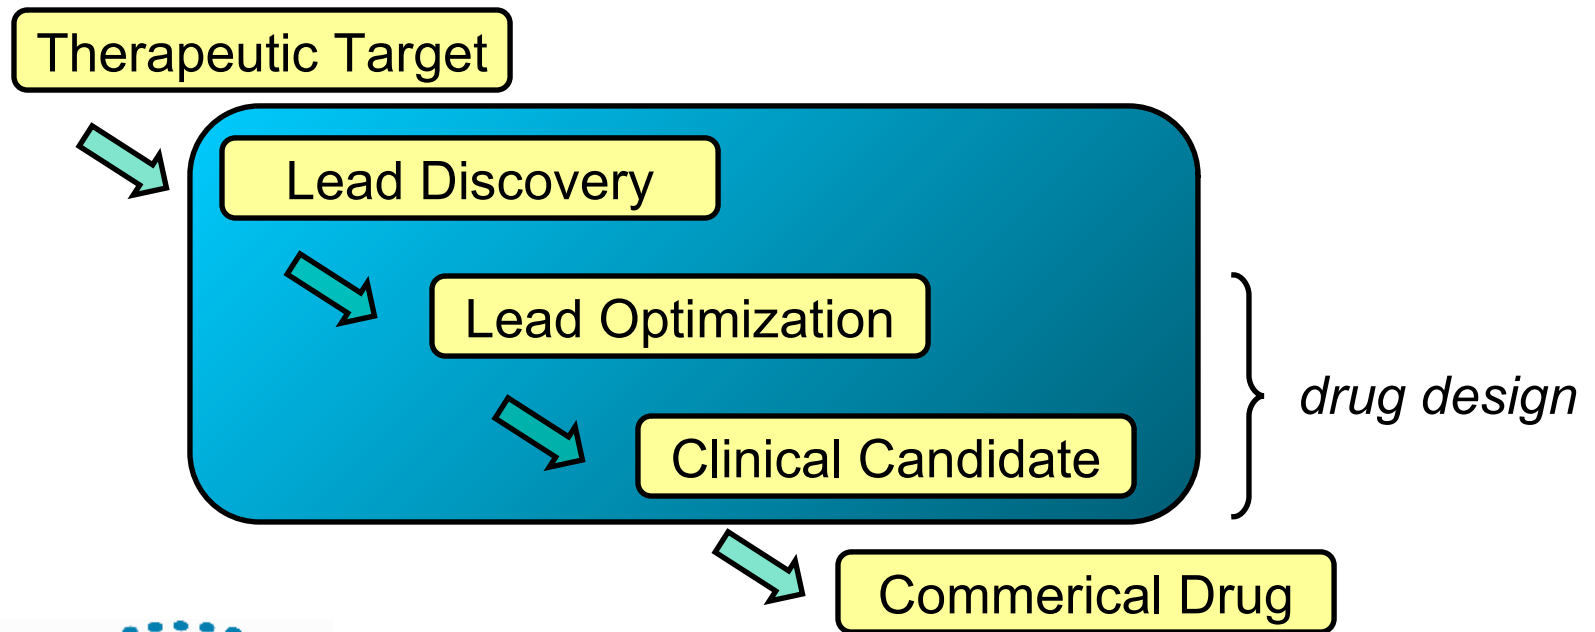 Therapeutic Target
Lead Discovery
Lead Optimization
drug design
Clinical Candidate
Commerical Drug